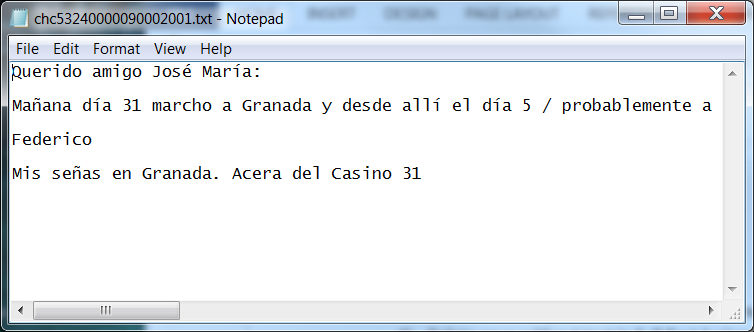 chc53240000090002001.txt - Notepad
File Edit Format View Help
Querido amigo José María:
Mañana día 31 marcho a Granada y desde allí el día 5 / probablemente a
Federico
Mis señas en Granada. Acera del Casino 31